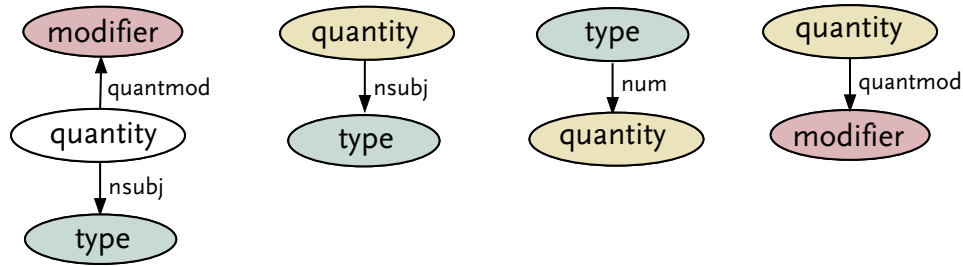 modifier
quantmod
quantity
nsubj
type
quantity
nsubj
type
type
num
quantity
quantity
quantmod
modifier